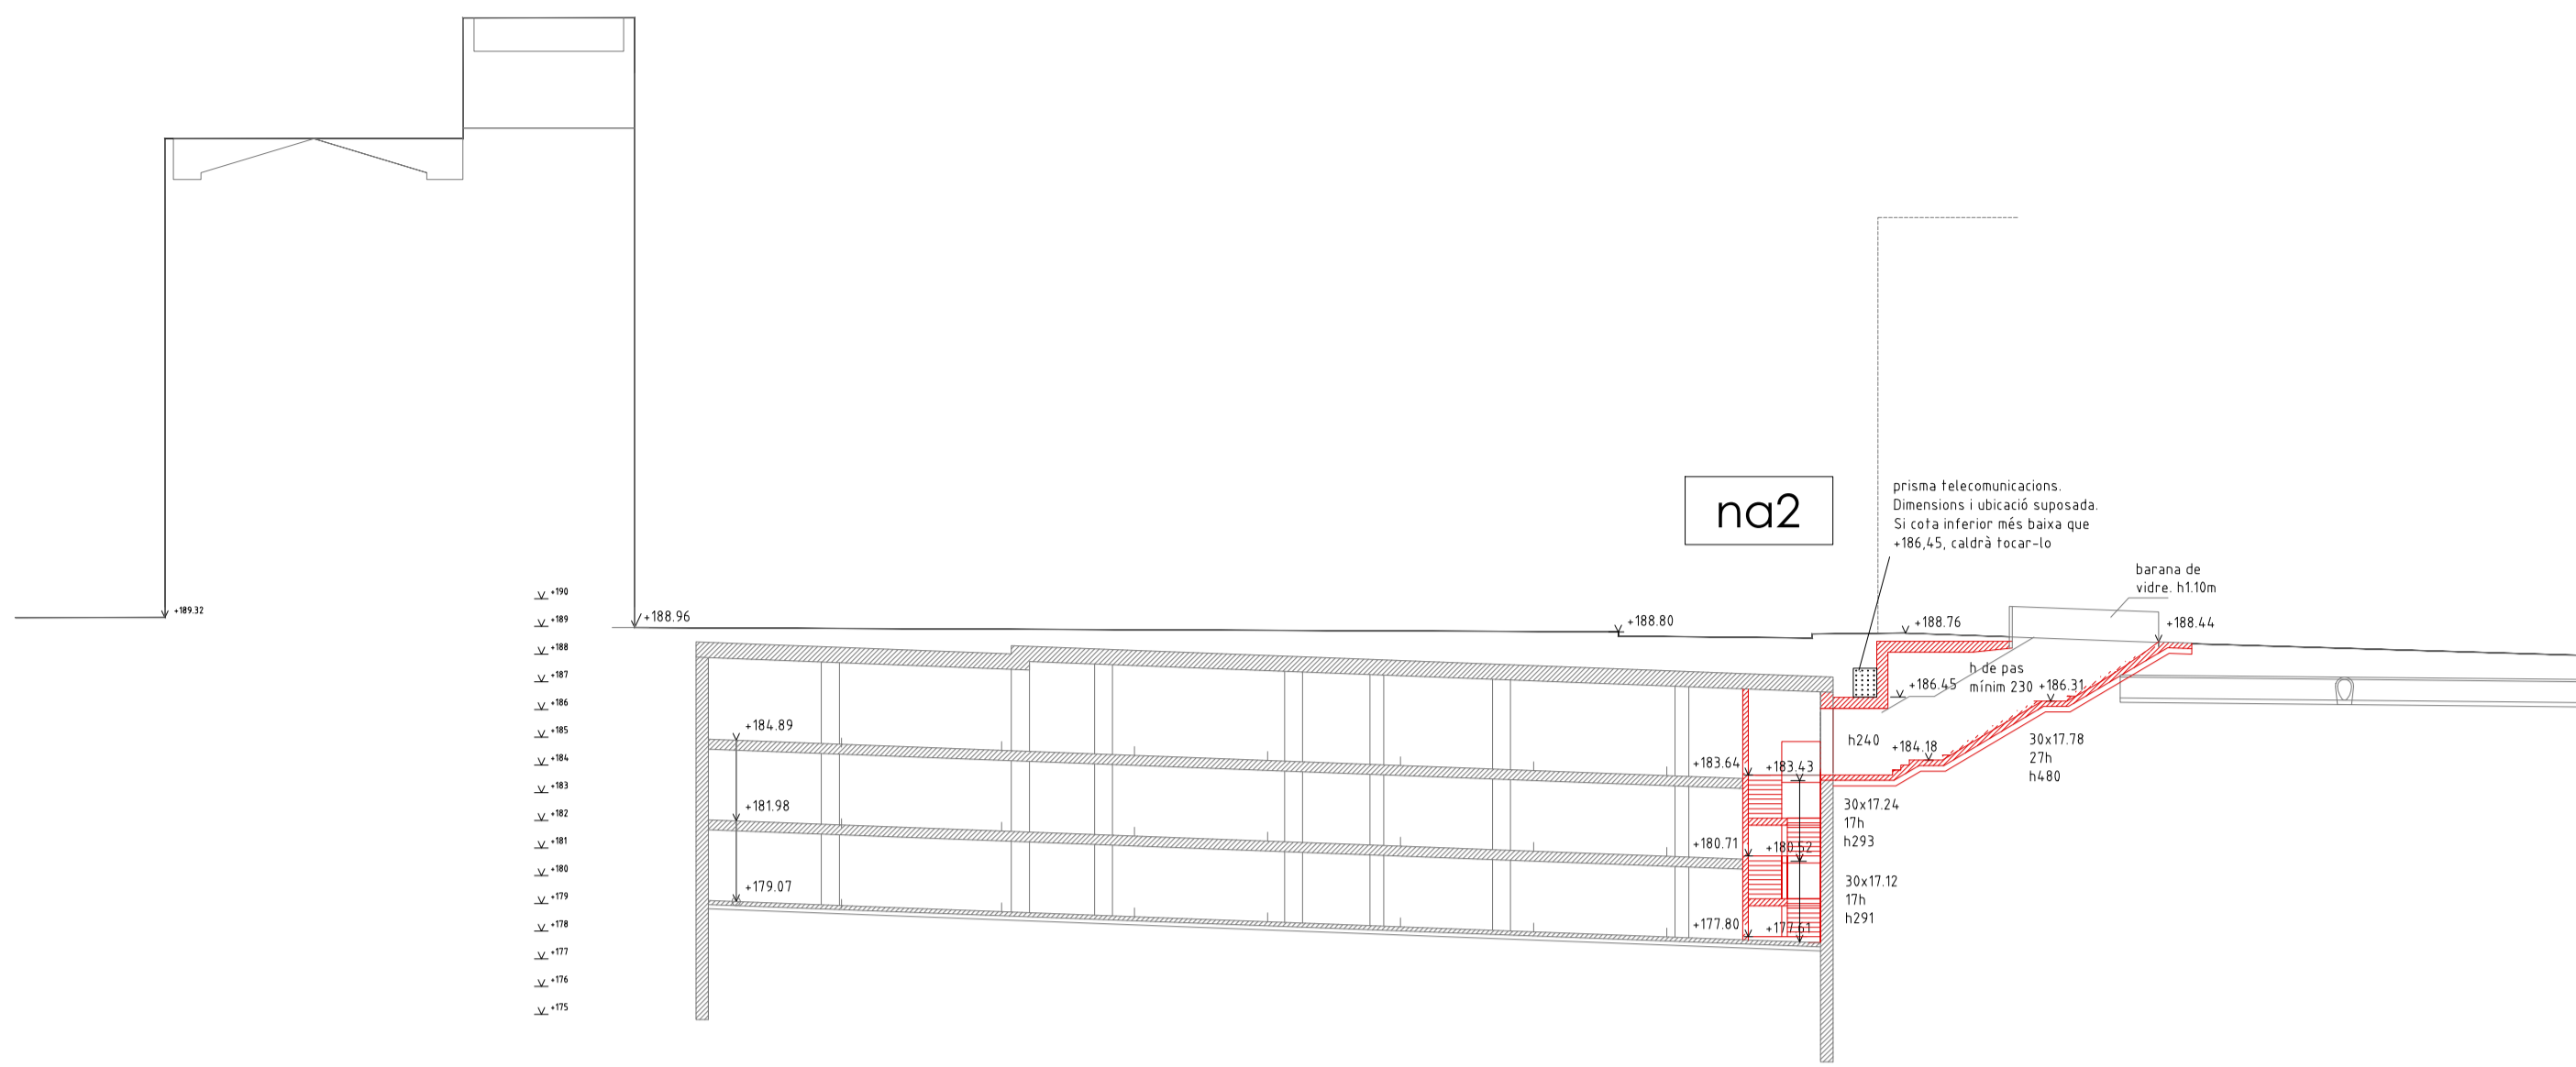 na2
prisma telecomunicacions.
Dimensions i ubicació suposada.
Si cota inferior més baixa que
+186,45, caldrà tocar-lo
barana de
vidre. h1.10m
+189.32
+190
+189
+188
+187
+186
+185
+184
+183
+182
+181
+180
+179
+178
+177
+176
+175
+188.96
+188.80
+188.76
+188.44
h de pas
mínim 230
+186.45
+186.31
+184.89
+181.98
+179.07
h240
+184.18
30x17.78
27h
h480
+183.64
+183.43
30x17.24
17h
h293
+180.71
+180.52
30x17.12
17h
h291
+177.80
+177.61